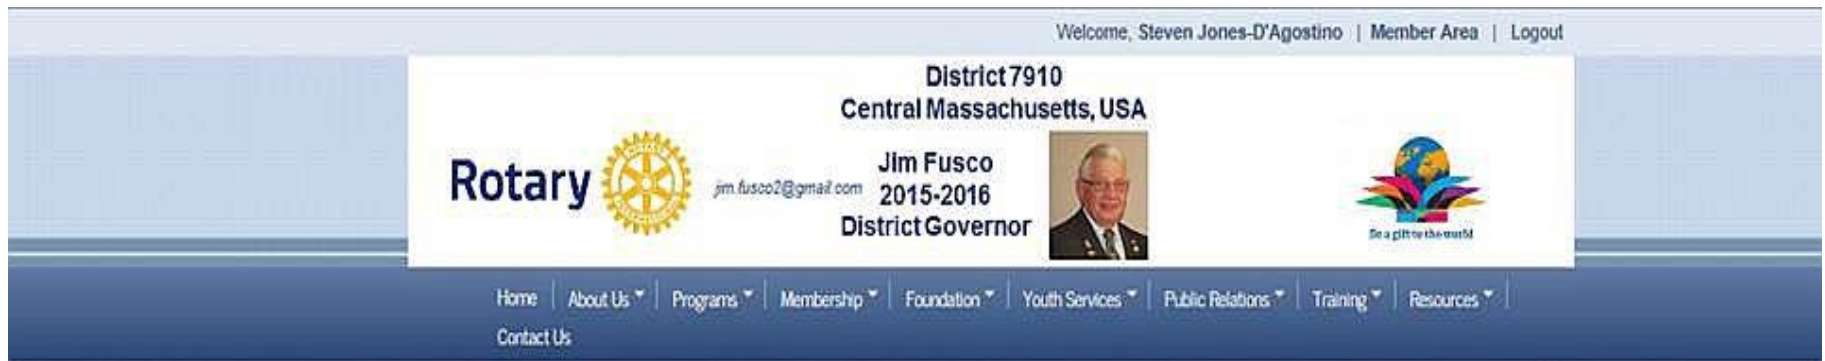 Welcome, Steven Jones-D'Agostino | Member Area | Logout
District 7910
Central Massachusetts, USA
Rotary
jim.fusco2@gmail.com
Jim Fusco
2015-2016
District Governor
Be a gift to the world
Home | About Us | Programs | Membership | Foundation | Youth Services | Public Relations | Training | Resources |
Contact Us